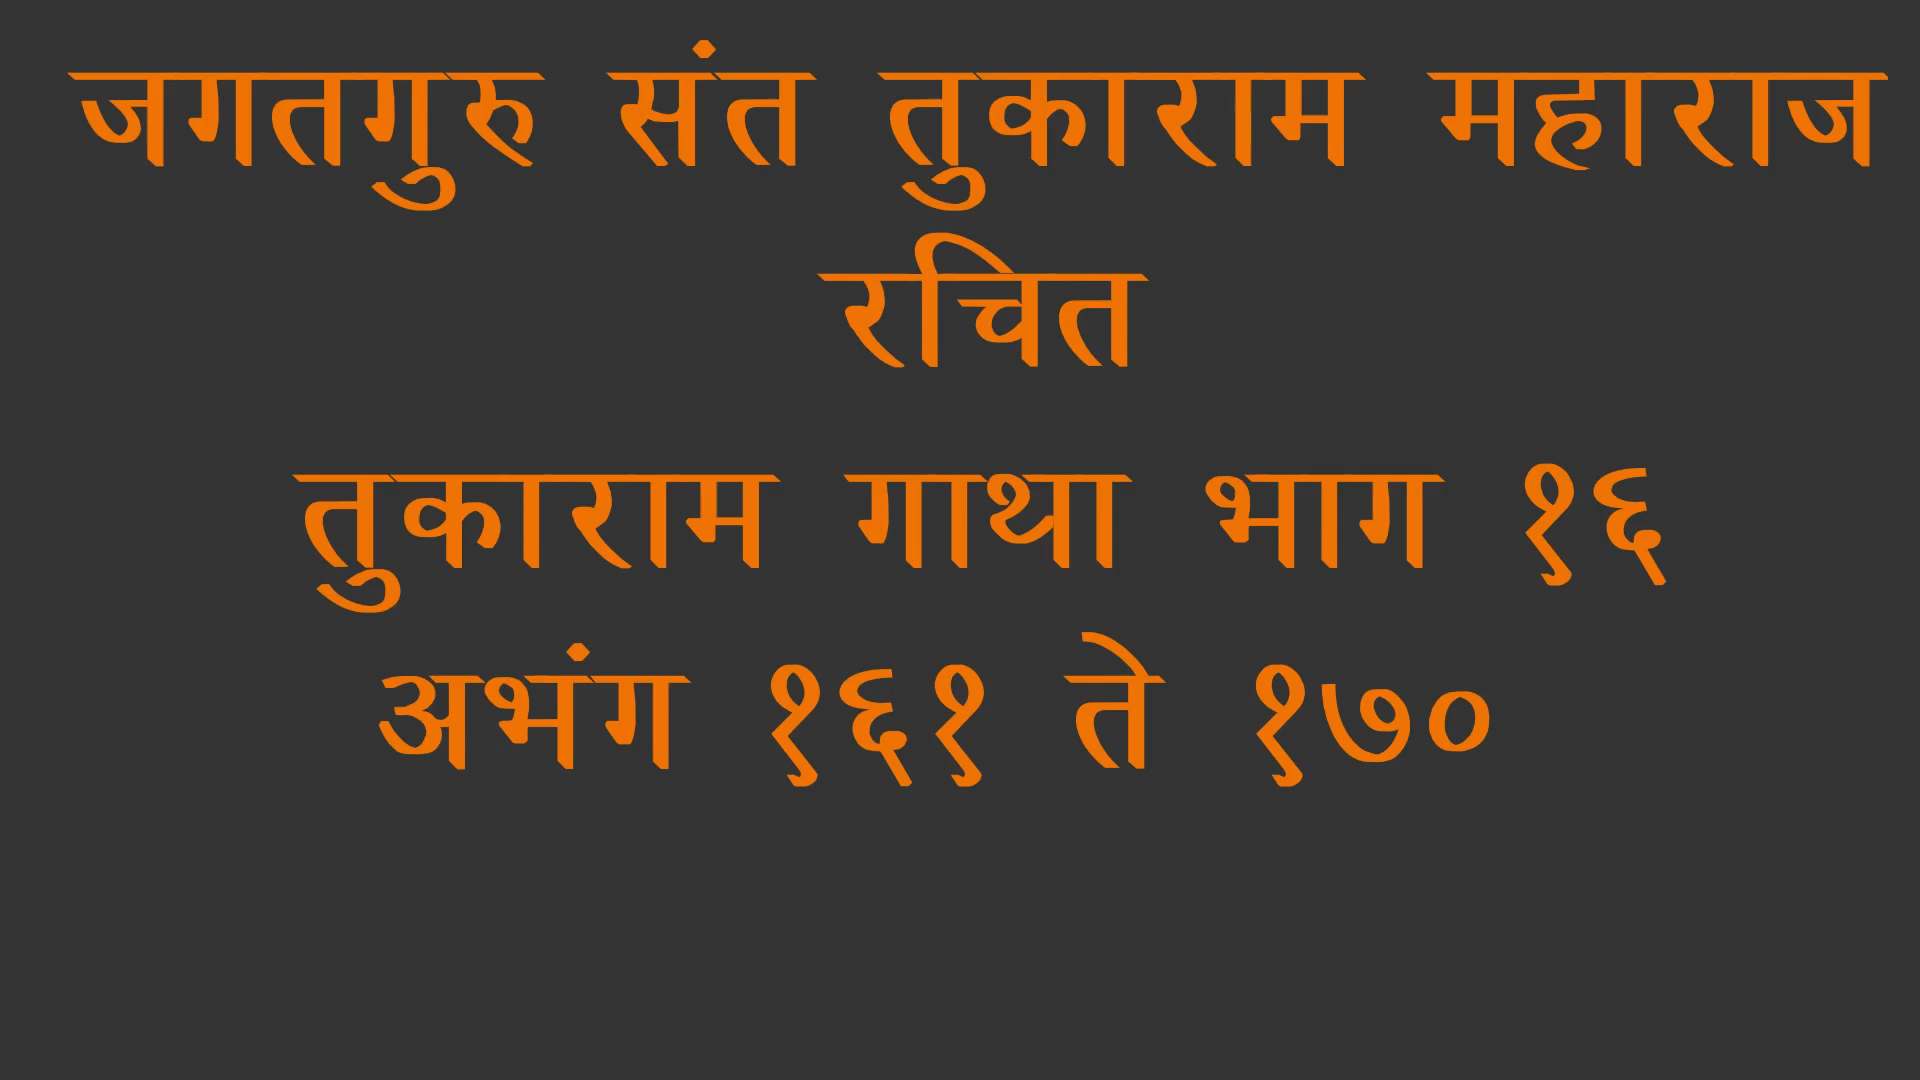 जगतगुरु संत तुकाराम महाराज
रचित
तुकाराम गाथा भाग १६
अभंग १६१ ते १७०